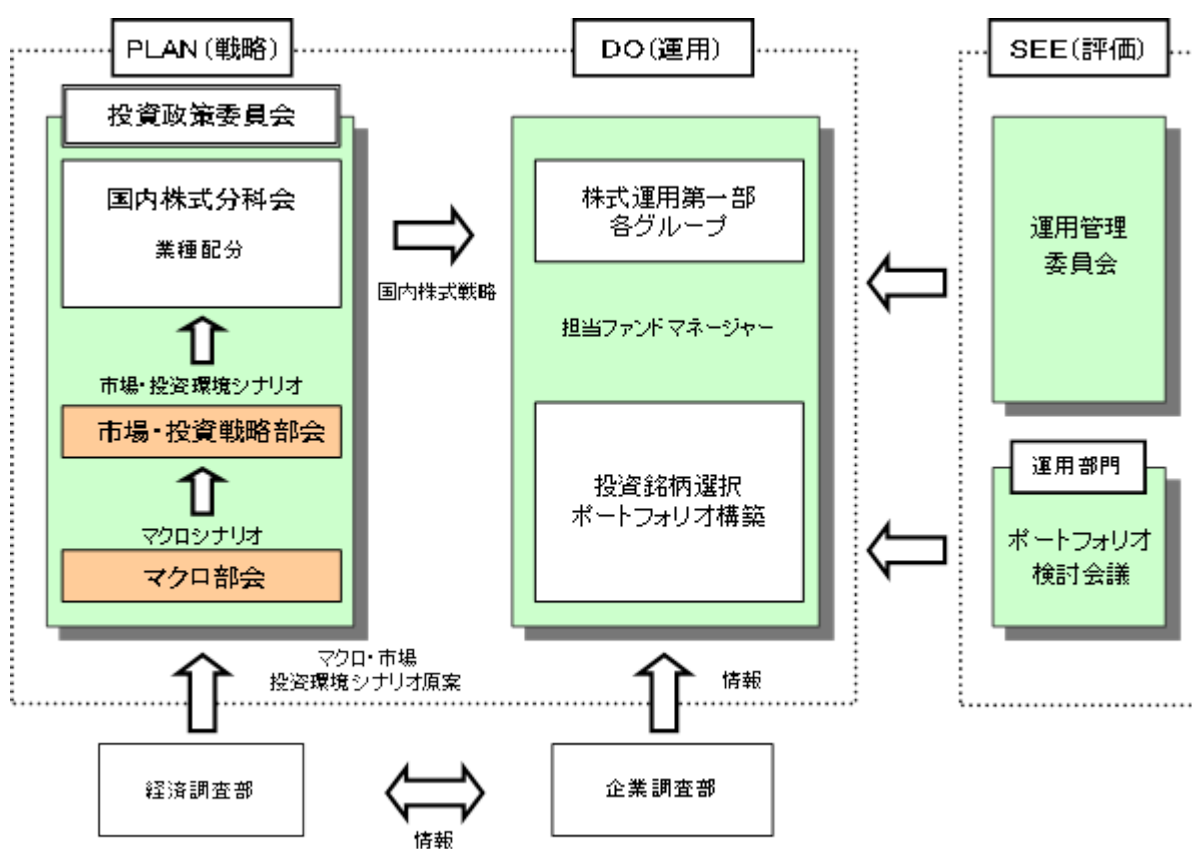 PLAN(戦略)
DO(運用)
SEE(評価)
投資政策委員会
国内株式分科会
業種配分
市場・投資環境シナリオ
市場・投資戦略部会
マクロシナリオ
マクロ部会
国内株式戦略
株式運用第一部
各グループ
担当ファンドマネージャー
投資銘柄選択
ポートフォリオ構築
運用管理
委員会
運用部門
ポートフォリオ
検討会議
マクロ・市場
投資環境シナリオ原案
情報
経済調査部
情報
企業調査部